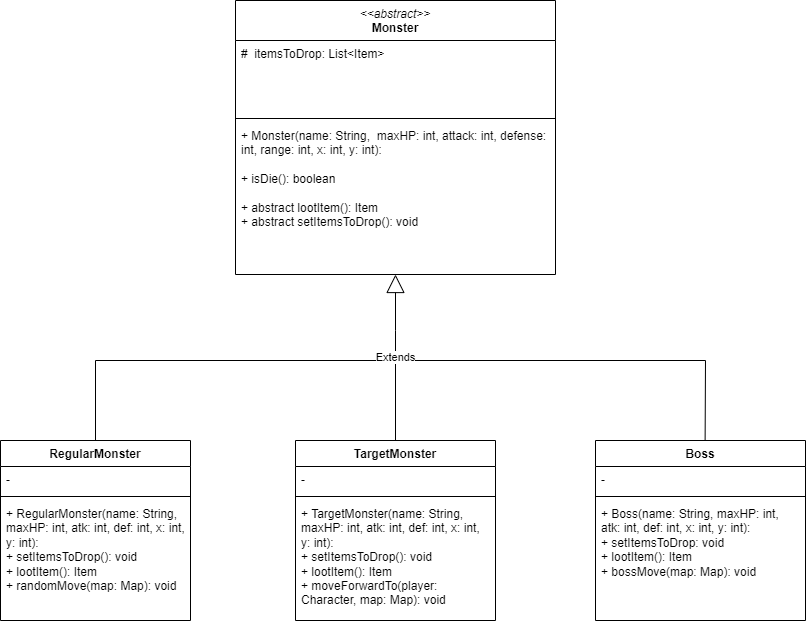 <<abstract>>
Monster
# itemsToDrop: List<Item>
+ Monster(name: String, maxHP: int, attack: int, defense:
int, range: int, x: int, y: int):
+ isDie(): boolean
+ abstract lootItem(): Item
+ abstract setItemsToDrop(): void
Extends
RegularMonster
-
+ RegularMonster(name: String,
maxHP: int, atk: int, def: int, x: int,
y: int):
+ setItemsToDrop(): void
+ lootItem(): Item
+ randomMove(map: Map): void
TargetMonster
-
+ TargetMonster(name: String,
maxHP: int, atk: int, def: int, x: int,
y: int):
+ setItemsToDrop(): void
+ lootItem(): Item
+ moveForwardTo(player:
Character, map: Map): void
Boss
-
+ Boss(name: String, maxHP: int,
atk: int, def: int, x: int, y: int):
+ setItemsToDrop: void
+ lootItem(): Item
+ bossMove(map: Map): void